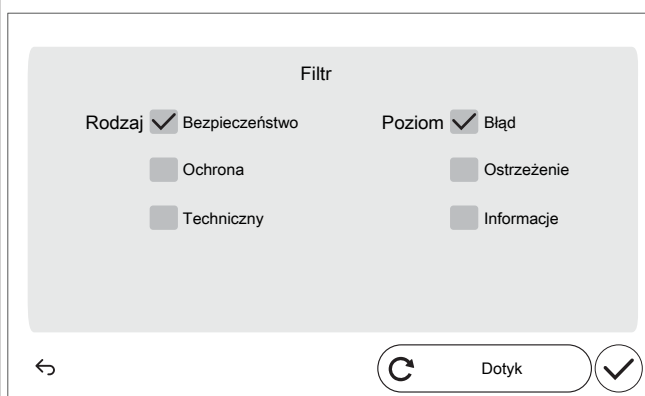 Filtr
Rodzaj Bezpieczeństwo Poziom Błąd
Ochrona Ostrzeżenie
Techniczny Informacje
Dotyk